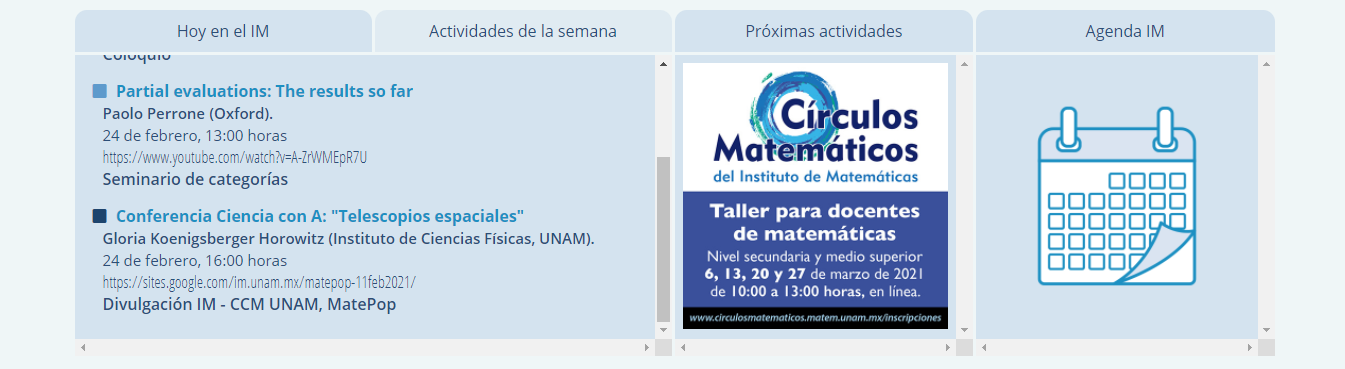 Hoy en el IM
Actividades de la semana
Próximas actividades
Agenda IM
Coloquio
Partial evaluations: The results so far
Paolo Perrone (Oxford).
24 de febrero, 13:00 horas
https://www.youtube.com/watch?v=A-ZrWMEpR7U
Seminario de categorías
Conferencia Ciencia con A: "Telescopios espaciales"
Gloria Koenigsberger Horowitz (Instituto de Ciencias Físicas, UNAM).
24 de febrero, 16:00 horas
https://sites.google.com/im.unam.mx/matepop-11feb2021/
Divulgación IM - CCM UNAM, MatePop
Círculos
Matemáticos
del Instituto de Matemáticas
Taller para docentes
de matemáticas
Nivel secundaria y medio superior
6, 13, 20 y 27 de marzo de 2021
de 10:00 a 13:00 horas, en línea.
www.circulosmatematicos.matem.unam.mx/inscripciones